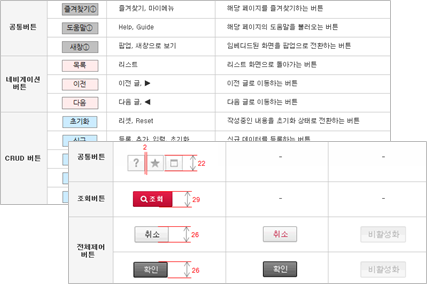 공통버튼
즐겨찾기① 즐겨찾기, 마이메뉴 해당 페이지를 즐겨찾기하는 버튼
도움말① Help, Guide 해당 페이지의 도움말을 불러오는 버튼
새창① 팝업, 새창으로 보기 임베디드된 화면을 팝업으로 전환하는 버튼
네비게이션 버튼
목록 리스트 리스트 화면으로 돌아가는 버튼
이전 이전 글, ▶ 이전 글로 이동하는 버튼
다음 다음 글, ◀ 다음 글로 이동하는 버튼
CRUD 버튼
초기화 리셋, Reset 작성중인 내용을 초기화 상태로 전환하는 버튼
신규 등록, 추가, 입력, 초기화 신규 데이터를 등록하는 버튼
공통버튼 2 ? 22 - -
조회버튼 조회 29 - -
전체제어 버튼
취소 26 취소 비활성화
확인 26 확인 비활성화